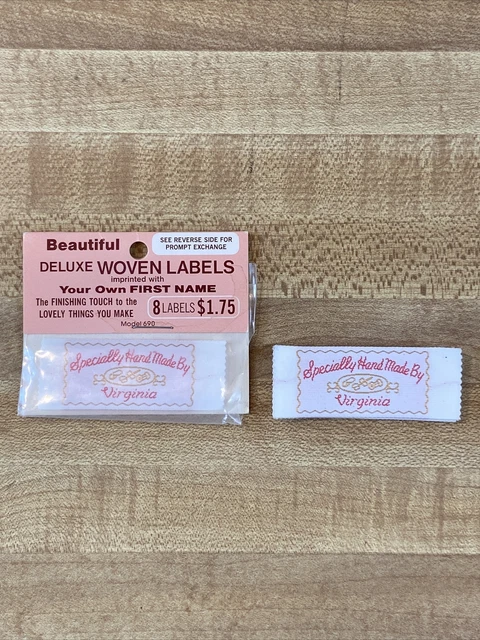 Beautiful
SEE REVERSE SIDE FOR
PROMPT EXCHANGE
DELUXE WOVEN LABELS
imprinted with
Your Own FIRST NAME
The FINISHING TOUCH to the
LOVELY THINGS YOU MAKE
8 LABELS $1.75
Model 690
Specially Hand Made By
Virginia
Specially Hand Made By
Virginia